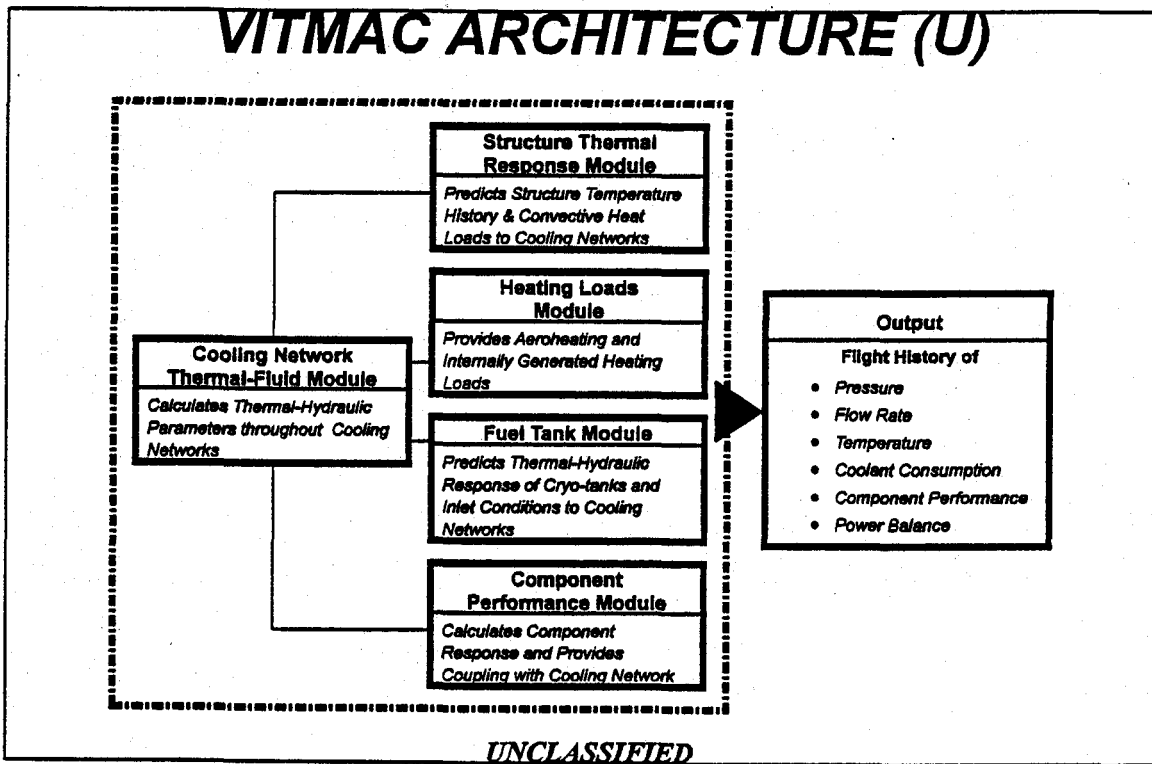 VITMAC ARCHITECTURE (U)
Structure Thermal
Response Module
Predicts Structure Temperature
History & Convective Heat
Loads to Cooling Networks
Heating Loads
Module
Provides Aeroheating and
Internally Generated Heating
Loads
Cooling Network
Thermal-Fluid Module
Calculates Thermal-Hydraulic
Parameters throughout Cooling
Networks
Fuel Tank Module
Predicts Thermal-Hydraulic
Response of Cryo-tanks and
Inlet Conditions to Cooling
Networks
Component
Performance Module
Calculates Component
Response and Provides
Coupling with Cooling Network
Output
Flight History of
• Pressure
• Flow Rate
• Temperature
• Coolant Consumption
• Component Performance
• Power Balance
UNCLASSIFIED